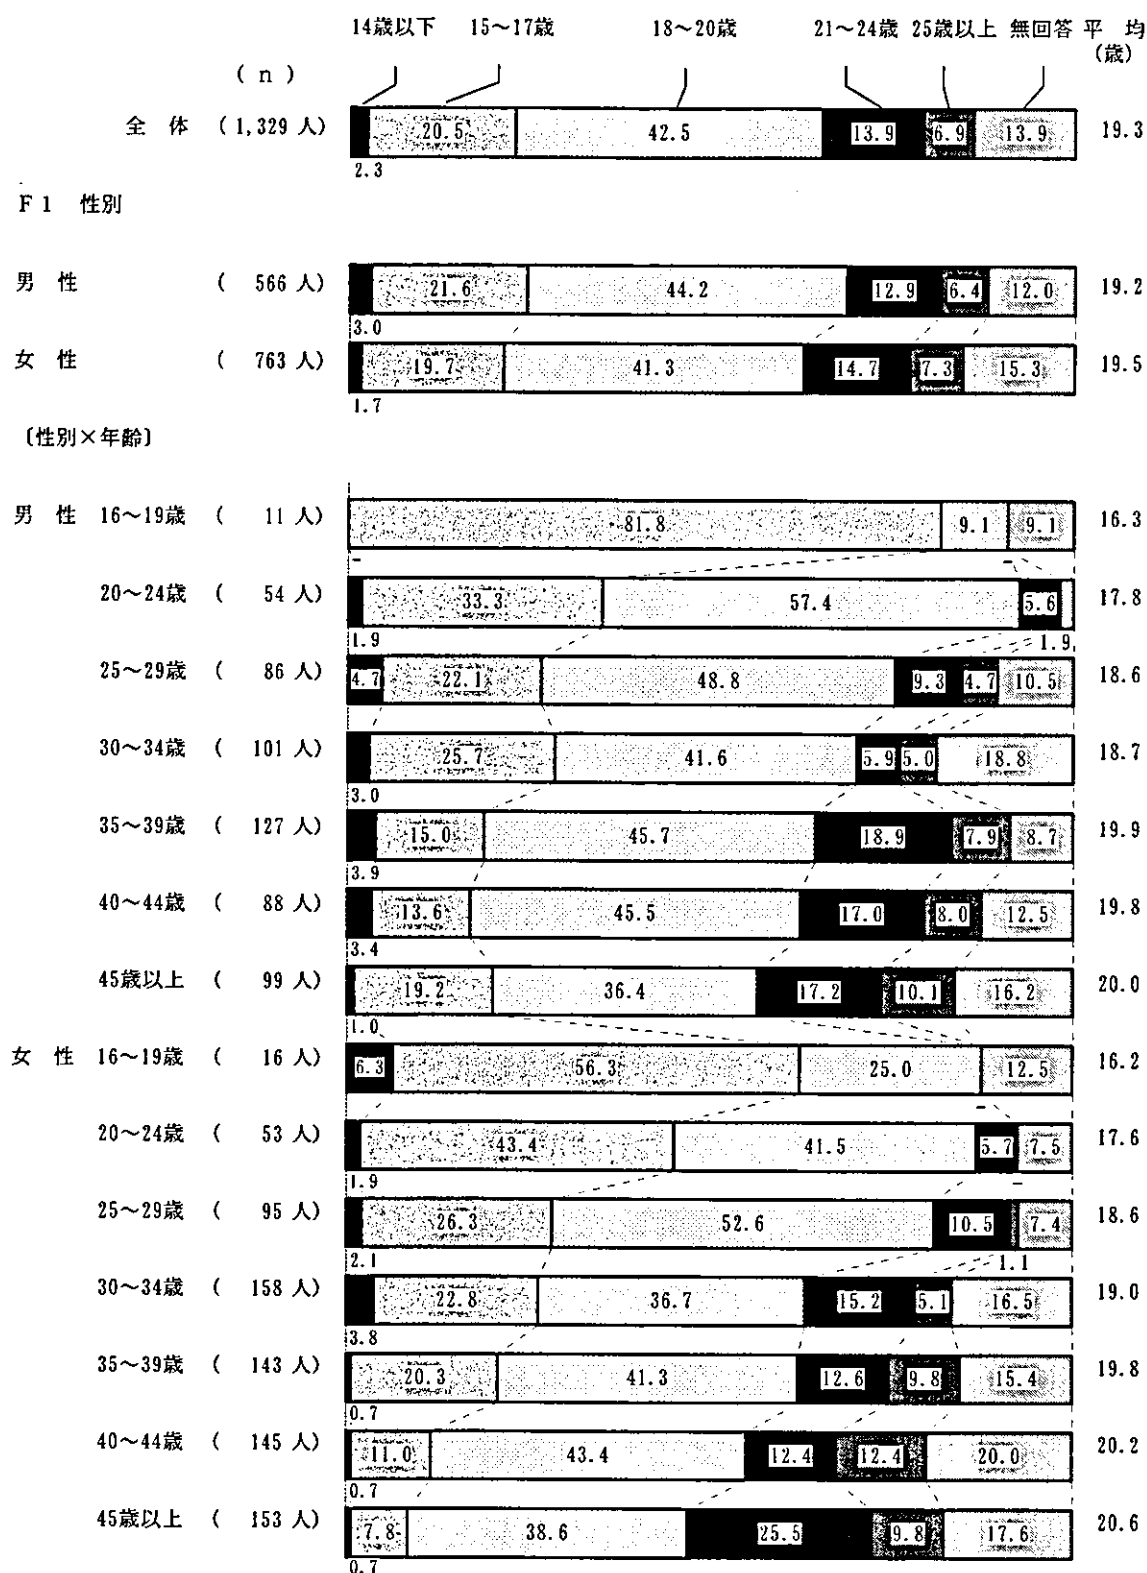 14歳以下 15～17歳 18～20歳 21～24歳 25歳以上 無回答 平 均
(歳)
( n )
全 体 (1,329 人) 20.5 42.5 13.9 6.9 13.9 19.3
2.3
F 1 性別
男 性 ( 566 人) 21.6 44.2 12.9 6.4 12.0 19.2
3.0
女 性 ( 763 人) 19.7 41.3 14.7 7.3 15.3 19.5
1.7
〔性別×年齢〕
男 性 16～19歳 ( 11 人) 81.8 9.1 9.1 16.3
- -
20～24歳 ( 54 人) 33.3 57.4 5.6 17.8
1.9 1.9
25～29歳 ( 86 人) 4.7 22.1 48.8 9.3 4.7 10.5 18.6
30～34歳 ( 101 人) 25.7 41.6 5.9 5.0 18.8 18.7
3.0
35～39歳 ( 127 人) 15.0 45.7 18.9 7.9 8.7 19.9
3.9
40～44歳 ( 88 人) 13.6 45.5 17.0 8.0 12.5 19.8
3.4
45歳以上 ( 99 人) 19.2 36.4 17.2 10.1 16.2 20.0
1.0
女 性 16～19歳 ( 16 人) 6.3 56.3 25.0 12.5 16.2
-
20～24歳 ( 53 人) 43.4 41.5 5.7 7.5 17.6
1.9 -
25～29歳 ( 95 人) 26.3 52.6 10.5 7.4 18.6
2.1 1.1
30～34歳 ( 158 人) 22.8 36.7 15.2 5.1 16.5 19.0
3.8
35～39歳 ( 143 人) 20.3 41.3 12.6 9.8 15.4 19.8
0.7
40～44歳 ( 145 人) 11.0 43.4 12.4 12.4 20.0 20.2
0.7
45歳以上 ( 153 人) 7.8 38.6 25.5 9.8 17.6 20.6
0.7